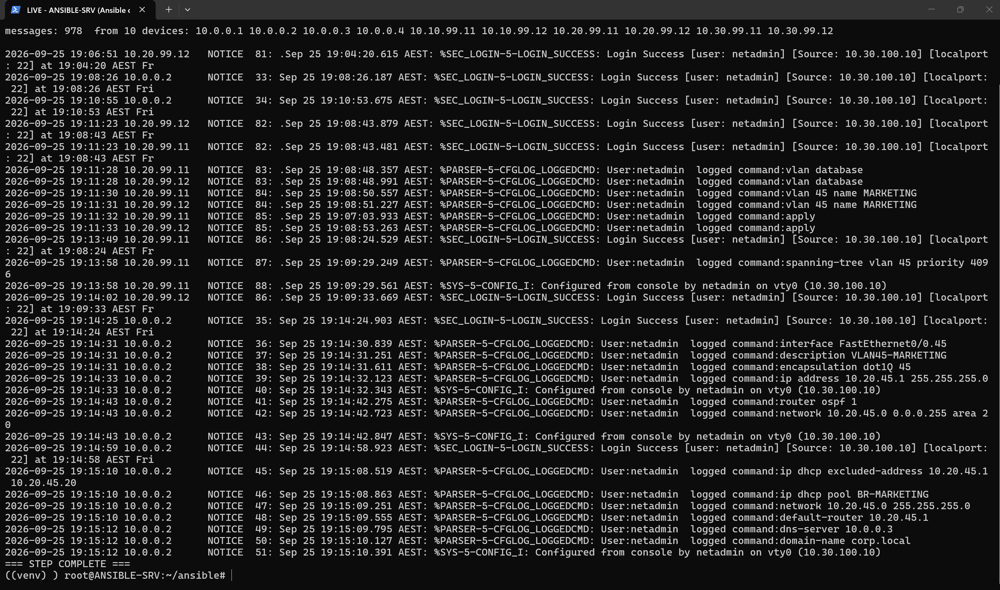 LIVE - ANSIBLE-SRV (Ansible c
messages: 978  from 10 devices: 10.0.0.1 10.0.0.2 10.0.0.3 10.0.0.4 10.10.99.11 10.10.99.12 10.20.99.11 10.20.99.12 10.30.99.11 10.30.99.12
2026-09-25 19:06:51 10.20.99.12   NOTICE  81: .Sep 25 19:04:20.615 AEST: %SEC_LOGIN-5-LOGIN_SUCCESS: Login Success [user: netadmin] [Source: 10.30.100.10] [localport
: 22] at 19:04:20 AEST Fr
2026-09-25 19:08:26 10.0.0.2      NOTICE  33: Sep 25 19:08:26.187 AEST: %SEC_LOGIN-5-LOGIN_SUCCESS: Login Success [user: netadmin] [Source: 10.30.100.10] [localport:
 22] at 19:08:26 AEST Fri
2026-09-25 19:10:55 10.0.0.2      NOTICE  34: Sep 25 19:10:53.675 AEST: %SEC_LOGIN-5-LOGIN_SUCCESS: Login Success [user: netadmin] [Source: 10.30.100.10] [localport:
 22] at 19:10:53 AEST Fri
2026-09-25 19:11:23 10.20.99.12   NOTICE  82: .Sep 25 19:08:43.879 AEST: %SEC_LOGIN-5-LOGIN_SUCCESS: Login Success [user: netadmin] [Source: 10.30.100.10] [localport
: 22] at 19:08:43 AEST Fr
2026-09-25 19:11:23 10.20.99.11   NOTICE  82: .Sep 25 19:08:43.481 AEST: %SEC_LOGIN-5-LOGIN_SUCCESS: Login Success [user: netadmin] [Source: 10.30.100.10] [localport
: 22] at 19:08:43 AEST Fr
2026-09-25 19:11:28 10.20.99.11   NOTICE  83: .Sep 25 19:08:48.357 AEST: %PARSER-5-CFGLOG_LOGGEDCMD: User:netadmin  logged command:vlan database
2026-09-25 19:11:28 10.20.99.12   NOTICE  83: .Sep 25 19:08:48.991 AEST: %PARSER-5-CFGLOG_LOGGEDCMD: User:netadmin  logged command:vlan database
2026-09-25 19:11:30 10.20.99.11   NOTICE  84: .Sep 25 19:08:50.557 AEST: %PARSER-5-CFGLOG_LOGGEDCMD: User:netadmin  logged command:vlan 45 name MARKETING
2026-09-25 19:11:31 10.20.99.12   NOTICE  84: .Sep 25 19:08:51.227 AEST: %PARSER-5-CFGLOG_LOGGEDCMD: User:netadmin  logged command:vlan 45 name MARKETING
2026-09-25 19:11:32 10.20.99.11   NOTICE  85: .Sep 25 19:07:03.933 AEST: %PARSER-5-CFGLOG_LOGGEDCMD: User:netadmin  logged command:apply
2026-09-25 19:11:33 10.20.99.12   NOTICE  85: .Sep 25 19:08:53.263 AEST: %PARSER-5-CFGLOG_LOGGEDCMD: User:netadmin  logged command:apply
2026-09-25 19:13:49 10.20.99.11   NOTICE  86: .Sep 25 19:08:24.529 AEST: %SEC_LOGIN-5-LOGIN_SUCCESS: Login Success [user: netadmin] [Source: 10.30.100.10] [localport
: 22] at 19:08:24 AEST Fr
2026-09-25 19:13:58 10.20.99.11   NOTICE  87: .Sep 25 19:09:29.249 AEST: %PARSER-5-CFGLOG_LOGGEDCMD: User:netadmin  logged command:spanning-tree vlan 45 priority 409
6
2026-09-25 19:13:58 10.20.99.11   NOTICE  88: .Sep 25 19:09:29.561 AEST: %SYS-5-CONFIG_I: Configured from console by netadmin on vty0 (10.30.100.10)
2026-09-25 19:14:02 10.20.99.12   NOTICE  86: .Sep 25 19:09:33.669 AEST: %SEC_LOGIN-5-LOGIN_SUCCESS: Login Success [user: netadmin] [Source: 10.30.100.10] [localport
: 22] at 19:09:33 AEST Fr
2026-09-25 19:14:25 10.0.0.2      NOTICE  35: Sep 25 19:14:24.903 AEST: %SEC_LOGIN-5-LOGIN_SUCCESS: Login Success [user: netadmin] [Source: 10.30.100.10] [localport:
 22] at 19:14:24 AEST Fri
2026-09-25 19:14:31 10.0.0.2      NOTICE  36: Sep 25 19:14:30.839 AEST: %PARSER-5-CFGLOG_LOGGEDCMD: User:netadmin  logged command:interface FastEthernet0/0.45
2026-09-25 19:14:31 10.0.0.2      NOTICE  37: Sep 25 19:14:31.251 AEST: %PARSER-5-CFGLOG_LOGGEDCMD: User:netadmin  logged command:description VLAN45-MARKETING
2026-09-25 19:14:31 10.0.0.2      NOTICE  38: Sep 25 19:14:31.611 AEST: %PARSER-5-CFGLOG_LOGGEDCMD: User:netadmin  logged command:encapsulation dot1Q 45
2026-09-25 19:14:33 10.0.0.2      NOTICE  39: Sep 25 19:14:32.123 AEST: %PARSER-5-CFGLOG_LOGGEDCMD: User:netadmin  logged command:ip address 10.20.45.1 255.255.255.0
2026-09-25 19:14:33 10.0.0.2      NOTICE  40: Sep 25 19:14:32.343 AEST: %SYS-5-CONFIG_I: Configured from console by netadmin on vty0 (10.30.100.10)
2026-09-25 19:14:43 10.0.0.2      NOTICE  41: Sep 25 19:14:42.275 AEST: %PARSER-5-CFGLOG_LOGGEDCMD: User:netadmin  logged command:router ospf 1
2026-09-25 19:14:43 10.0.0.2      NOTICE  42: Sep 25 19:14:42.723 AEST: %PARSER-5-CFGLOG_LOGGEDCMD: User:netadmin  logged command:network 10.20.45.0 0.0.0.255 area 2
0
2026-09-25 19:14:43 10.0.0.2      NOTICE  43: Sep 25 19:14:42.847 AEST: %SYS-5-CONFIG_I: Configured from console by netadmin on vty0 (10.30.100.10)
2026-09-25 19:14:59 10.0.0.2      NOTICE  44: Sep 25 19:14:58.923 AEST: %SEC_LOGIN-5-LOGIN_SUCCESS: Login Success [user: netadmin] [Source: 10.30.100.10] [localport:
 22] at 19:14:58 AEST Fri
2026-09-25 19:15:10 10.0.0.2      NOTICE  45: Sep 25 19:15:08.519 AEST: %PARSER-5-CFGLOG_LOGGEDCMD: User:netadmin  logged command:ip dhcp excluded-address 10.20.45.1
 10.20.45.20
2026-09-25 19:15:10 10.0.0.2      NOTICE  46: Sep 25 19:15:08.863 AEST: %PARSER-5-CFGLOG_LOGGEDCMD: User:netadmin  logged command:ip dhcp pool BR-MARKETING
2026-09-25 19:15:10 10.0.0.2      NOTICE  47: Sep 25 19:15:09.251 AEST: %PARSER-5-CFGLOG_LOGGEDCMD: User:netadmin  logged command:network 10.20.45.0 255.255.255.0
2026-09-25 19:15:10 10.0.0.2      NOTICE  48: Sep 25 19:15:09.555 AEST: %PARSER-5-CFGLOG_LOGGEDCMD: User:netadmin  logged command:default-router 10.20.45.1
2026-09-25 19:15:12 10.0.0.2      NOTICE  49: Sep 25 19:15:09.795 AEST: %PARSER-5-CFGLOG_LOGGEDCMD: User:netadmin  logged command:dns-server 10.0.0.3
2026-09-25 19:15:12 10.0.0.2      NOTICE  50: Sep 25 19:15:10.127 AEST: %PARSER-5-CFGLOG_LOGGEDCMD: User:netadmin  logged command:domain-name corp.local
2026-09-25 19:15:12 10.0.0.2      NOTICE  51: Sep 25 19:15:10.391 AEST: %SYS-5-CONFIG_I: Configured from console by netadmin on vty0 (10.30.100.10)
=== STEP COMPLETE ===
((venv) ) root@ANSIBLE-SRV:~/ansible#